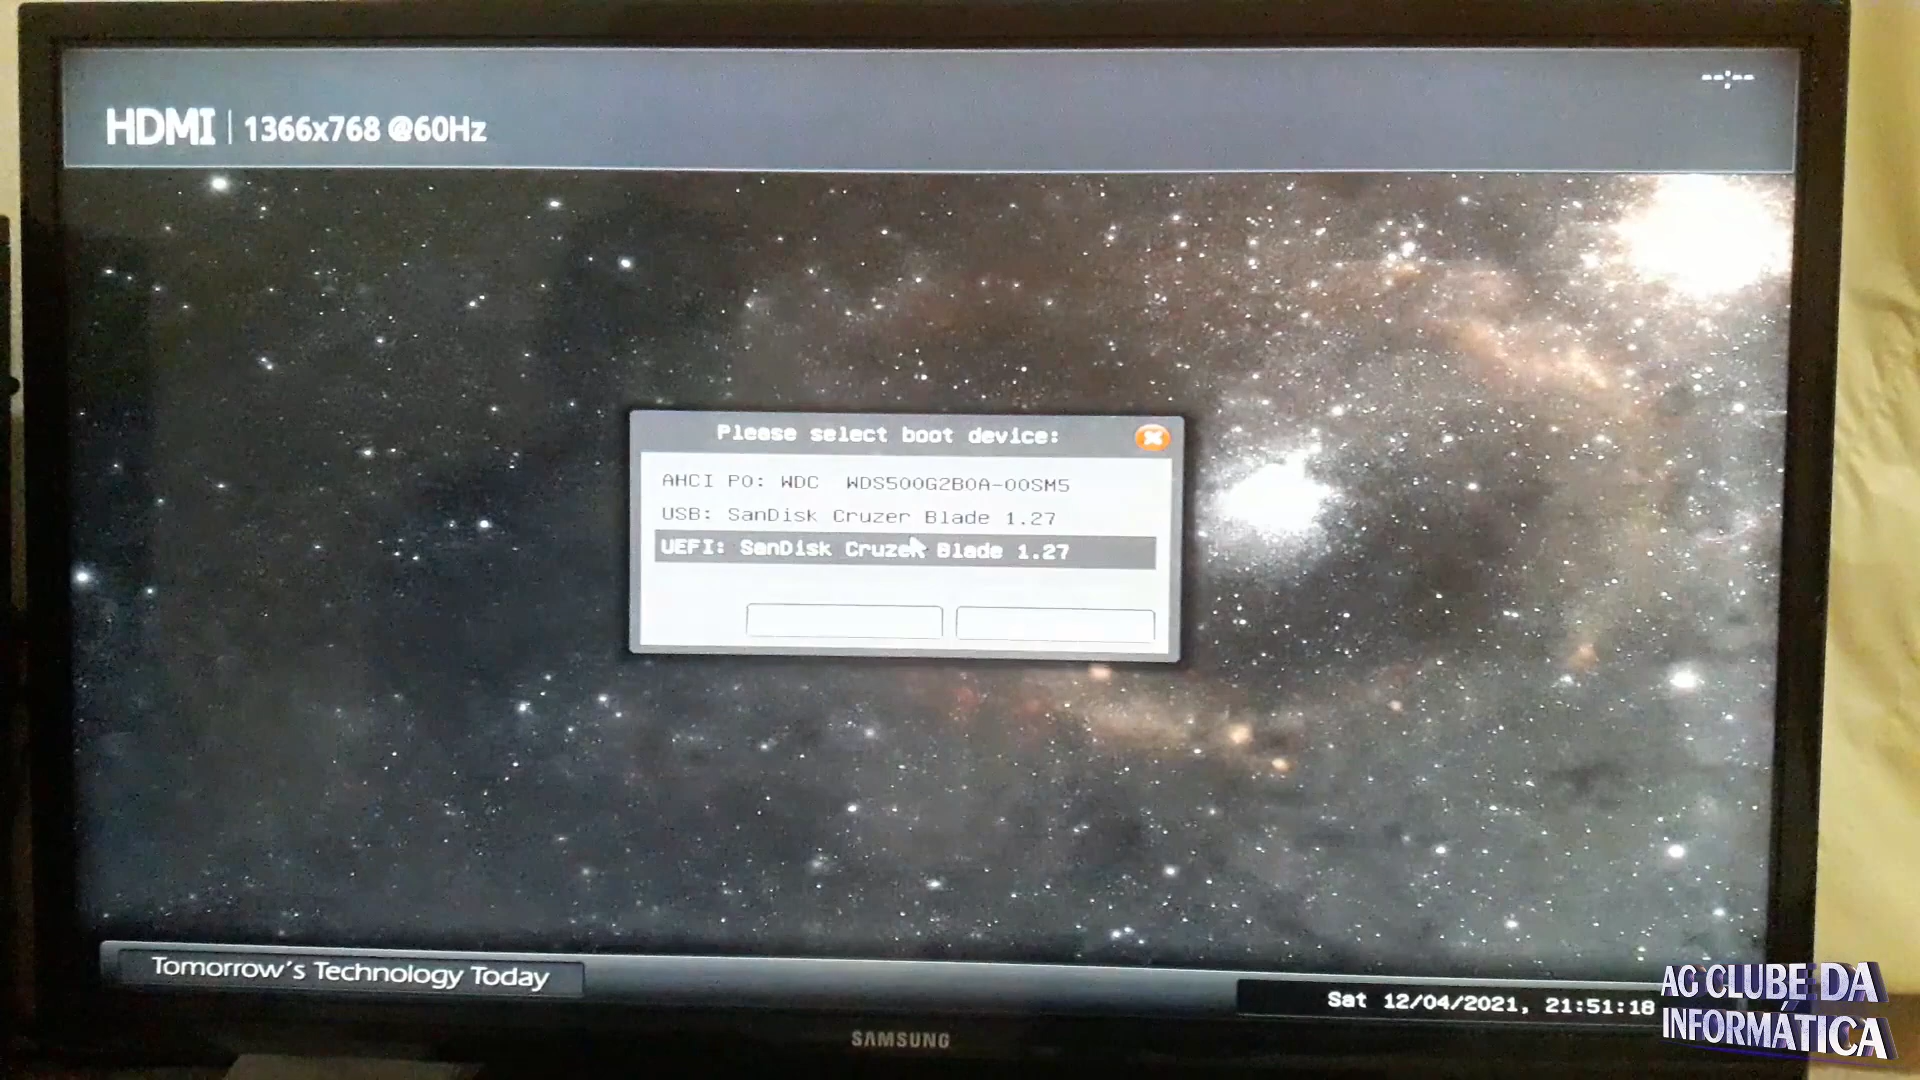 --:--
HDMI | 1366x768 @60Hz
Please select boot device:
AHCI P0: WDC WDS500G2B0A-00SM5
USB: SanDisk Cruzer Blade 1.27
UEFI: SanDisk Cruzer Blade 1.27
Tomorrow's Technology Today
Sat 12/04/2021, 21:51:18
SAMSUNG
AG CLUBE DA
INFORMÁTICA